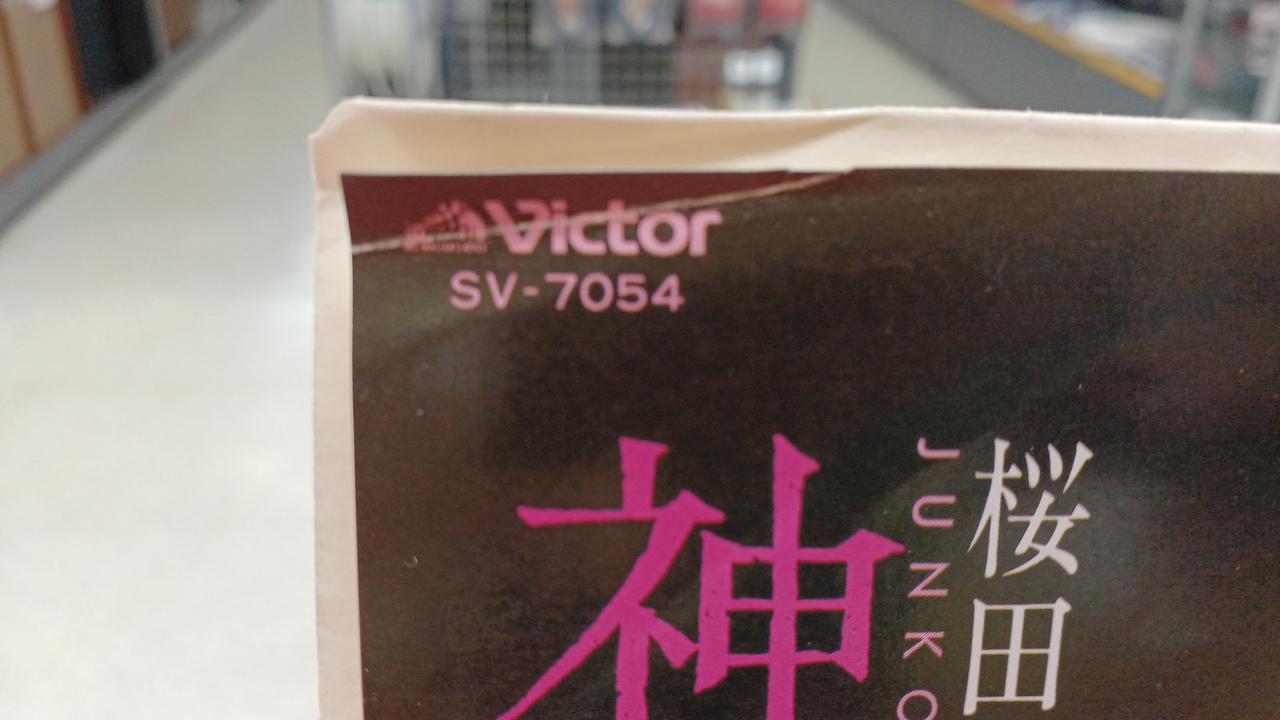 Victor
SV-7054
桜田
JUNKO
神